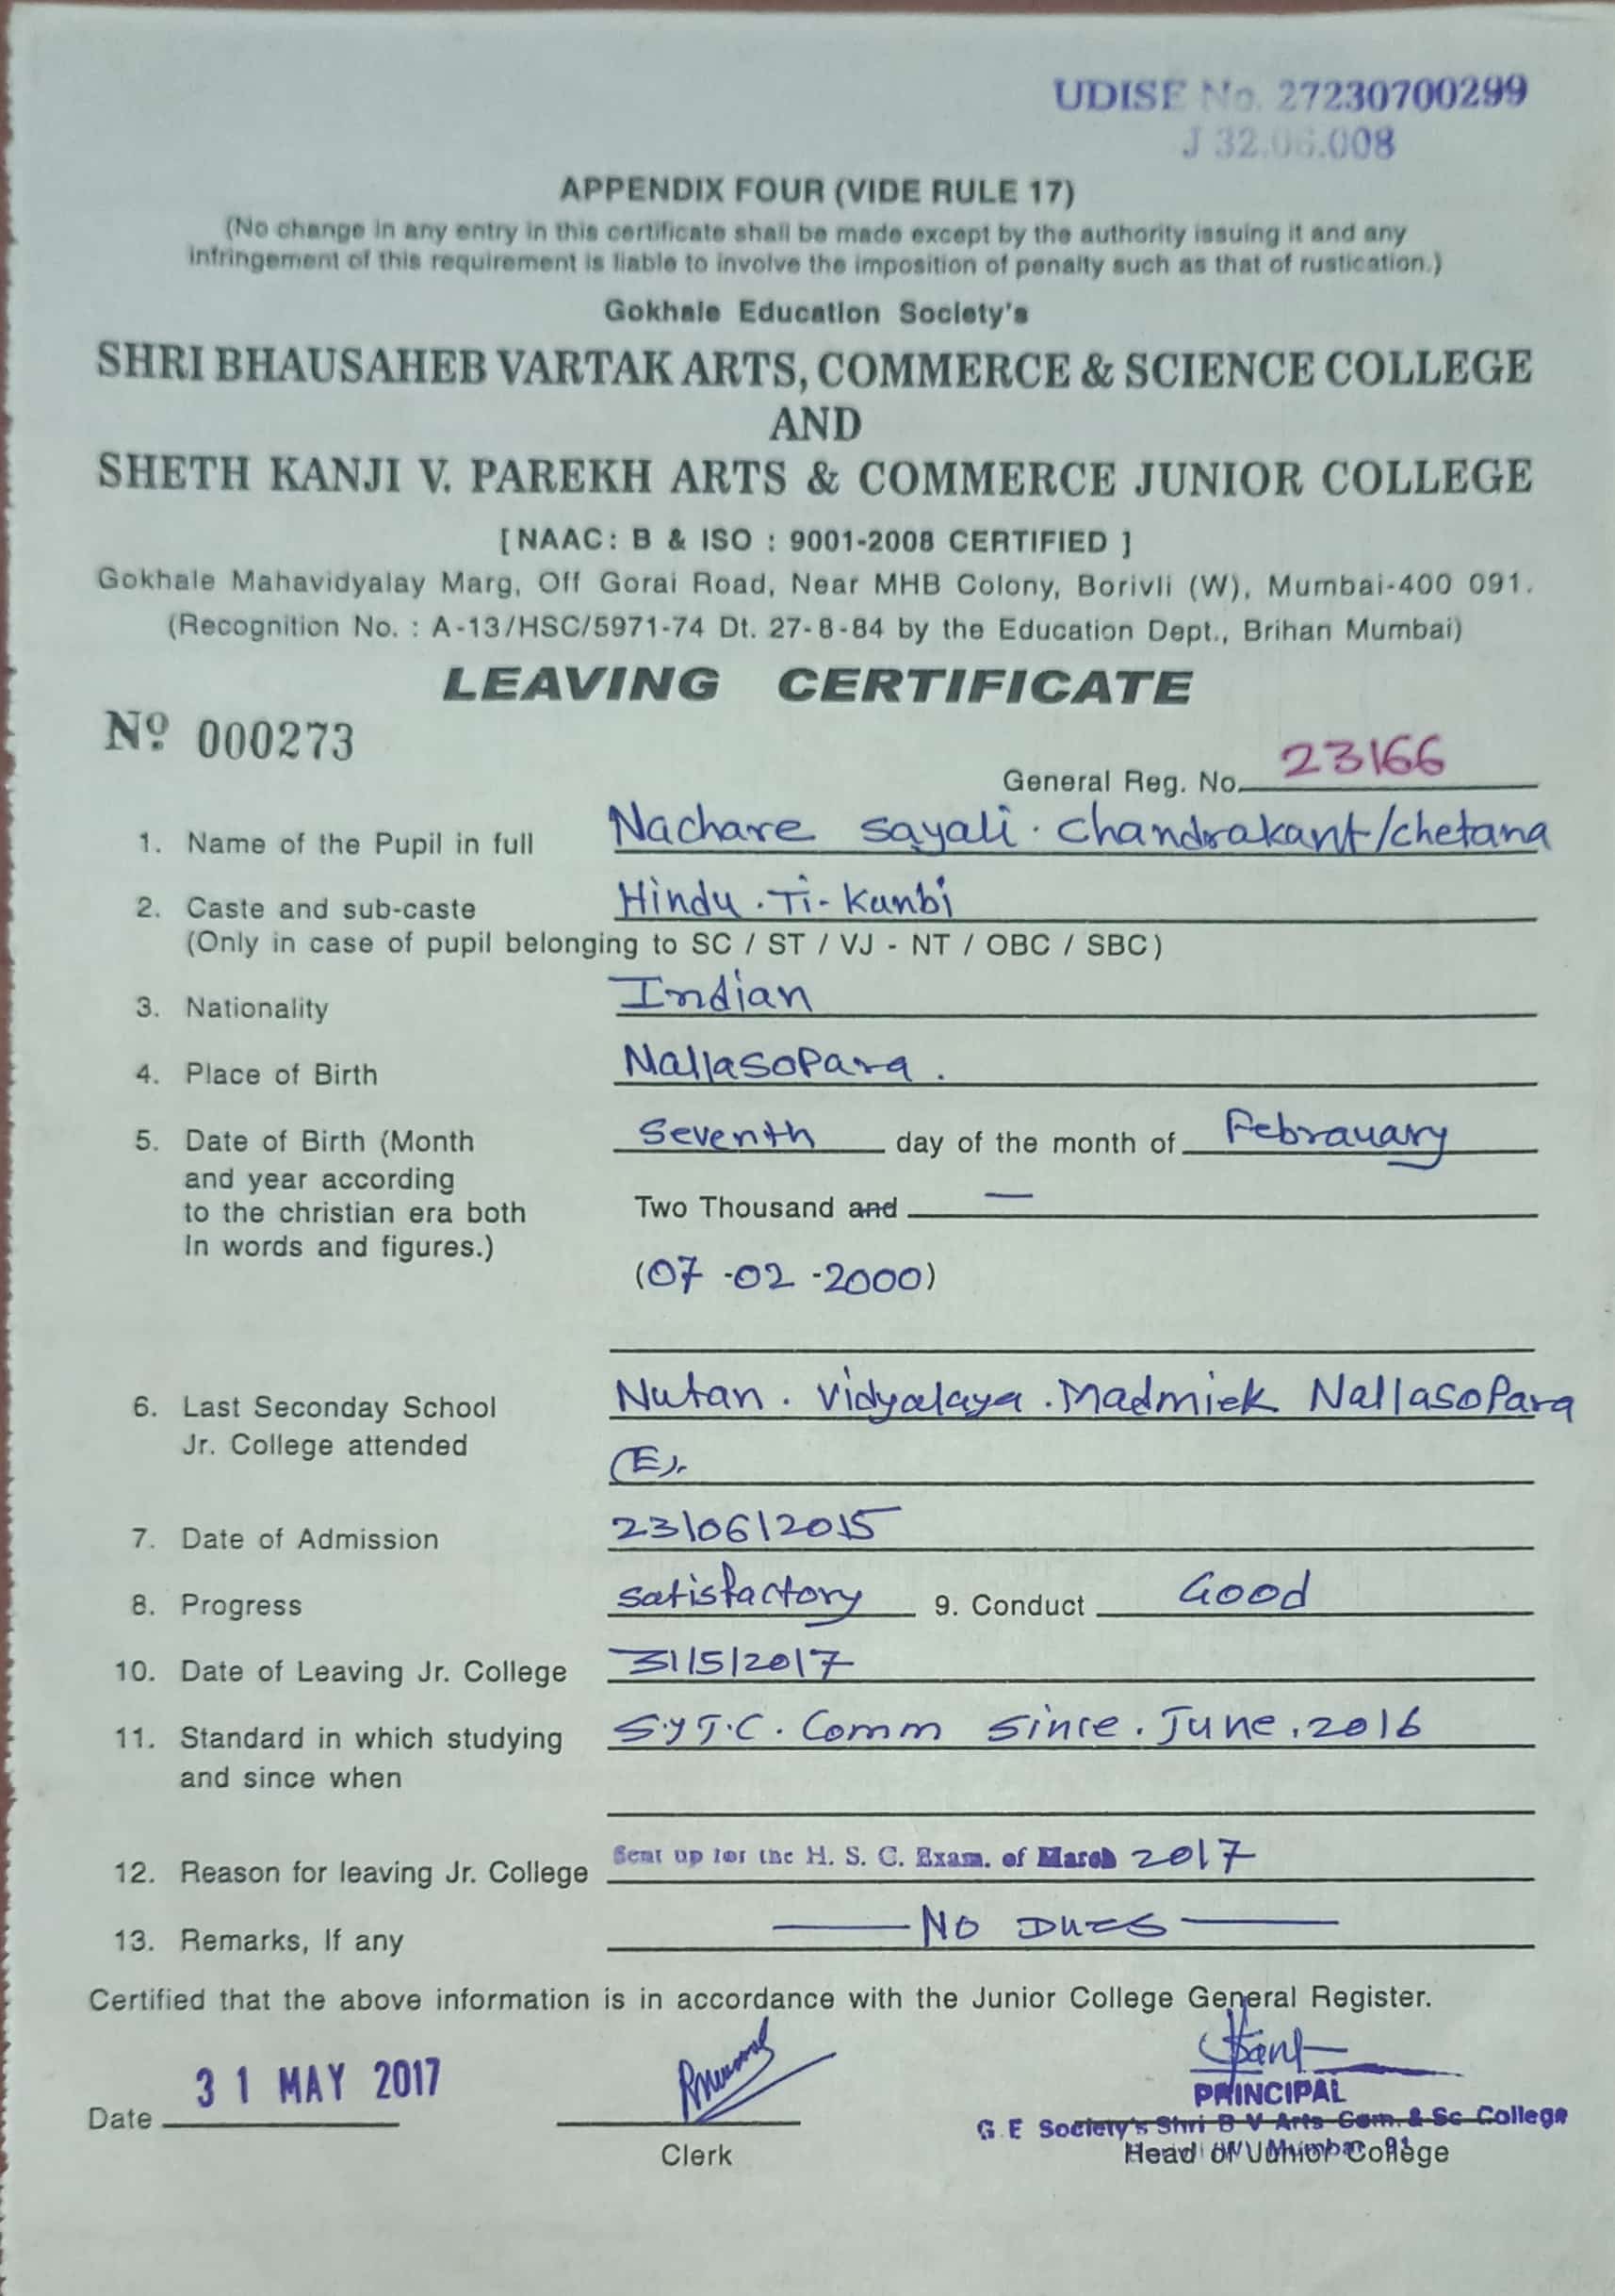 UDISE No. 27230700299
J 32.06.008
APPENDIX FOUR (VIDE RULE 17)
(No change in any entry in this certificate shall be made except by the authority issuing it and any
infringement of this requirement is liable to involve the imposition of penalty such as that of rustication.)
Gokhale Education Society's
SHRI BHAUSAHEB VARTAK ARTS, COMMERCE & SCIENCE COLLEGE
AND
SHETH KANJI V. PAREKH ARTS & COMMERCE JUNIOR COLLEGE
[ NAAC: B & ISO : 9001-2008 CERTIFIED ]
Gokhale Mahavidyalay Marg, Off Gorai Road, Near MHB Colony, Borivli (W), Mumbai-400 091.
(Recognition No. : A-13/HSC/5971-74 Dt. 27-8-84 by the Education Dept., Brihan Mumbai)
LEAVING CERTIFICATE
Nº 000273
General Reg. No. 23166
1. Name of the Pupil in full Nachare Sayali . Chandrakant/chetana
2. Caste and sub-caste Hindu . Ti - Kunbi
(Only in case of pupil belonging to SC / ST / VJ - NT / OBC / SBC)
3. Nationality Indian
4. Place of Birth Nallasopara .
5. Date of Birth (Month Seventh day of the month of Febrauary
and year according
to the christian era both Two Thousand and —
In words and figures.)
(07 -02 -2000)
6. Last Seconday School Nutan . Vidyalaya . Madmiek Nallasopara
Jr. College attended (E).
7. Date of Admission 23/06/2015
8. Progress satisfactory 9. Conduct Good
10. Date of Leaving Jr. College 31/5/2017
11. Standard in which studying S.Y.J.C. Comm since . June . 2016
and since when
12. Reason for leaving Jr. College Sent up for the H. S. C. Exam. of March 2017
13. Remarks, If any — NO DUES —
Certified that the above information is in accordance with the Junior College General Register.
Date 31 MAY 2017
Clerk
PRINCIPAL
G. E Society's Shri B V Arts Com. & Sc College
Head of Junior College